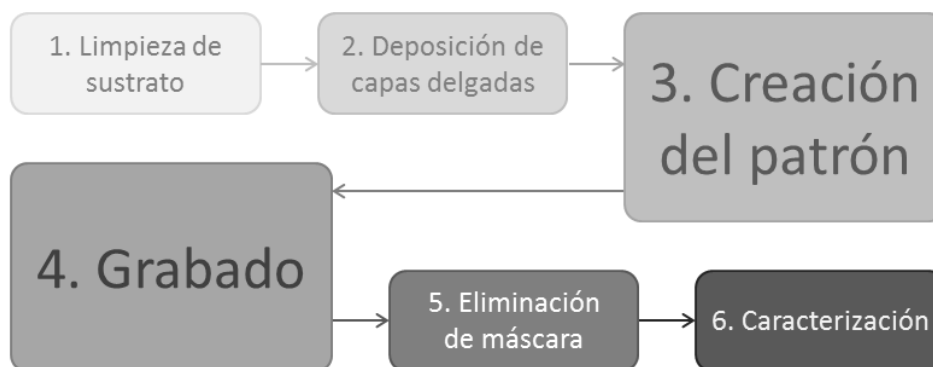 1. Limpieza de
sustrato
2. Deposición de
capas delgadas
3. Creación
del patrón
4. Grabado
5. Eliminación
de máscara
6. Caracterización